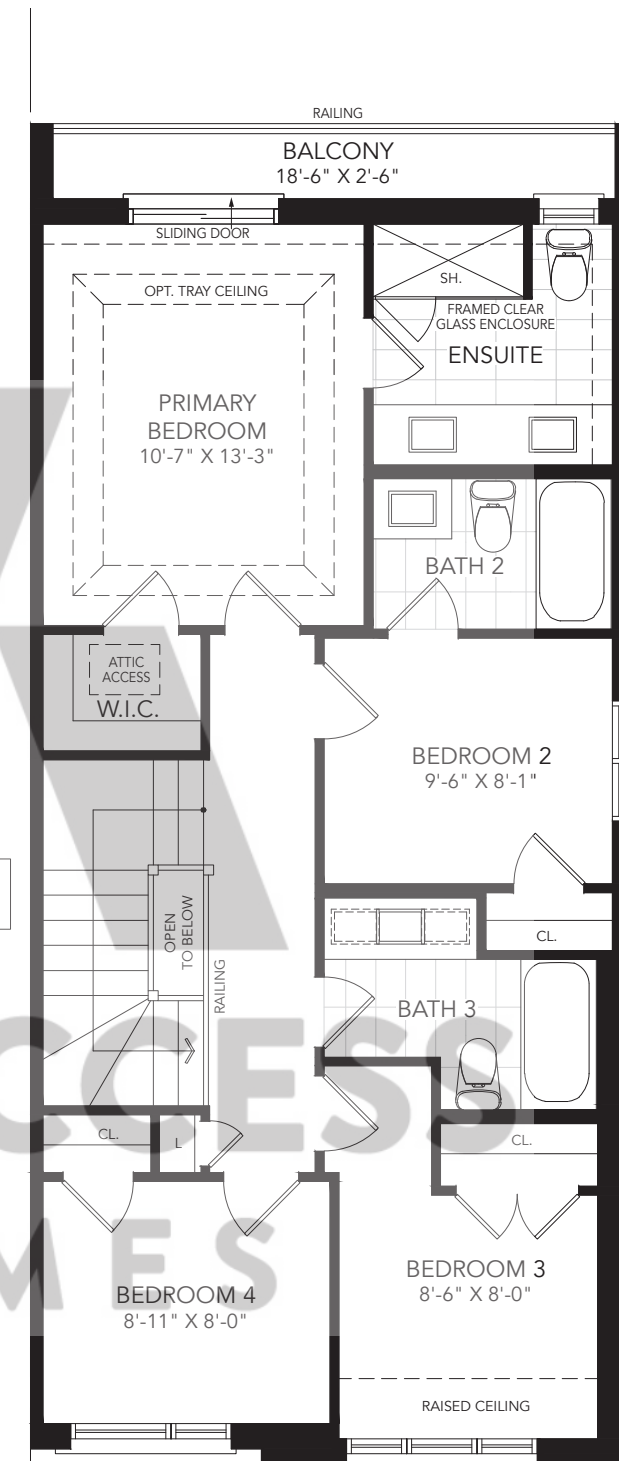 RAILING
BALCONY
18'-6" X 2'-6"
SLIDING DOOR
OPT. TRAY CEILING
SH.
FRAMED CLEAR
GLASS ENCLOSURE
ENSUITE
PRIMARY
BEDROOM
10'-7" X 13'-3"
BATH 2
ATTIC
ACCESS
W.I.C.
BEDROOM 2
9'-6" X 8'-1"
OPEN
TO BELOW
RAILING
CL.
BATH 3
CCESS
CL.
L
CL.
MES
BEDROOM 4
8'-11" X 8'-0"
BEDROOM 3
8'-6" X 8'-0"
RAISED CEILING